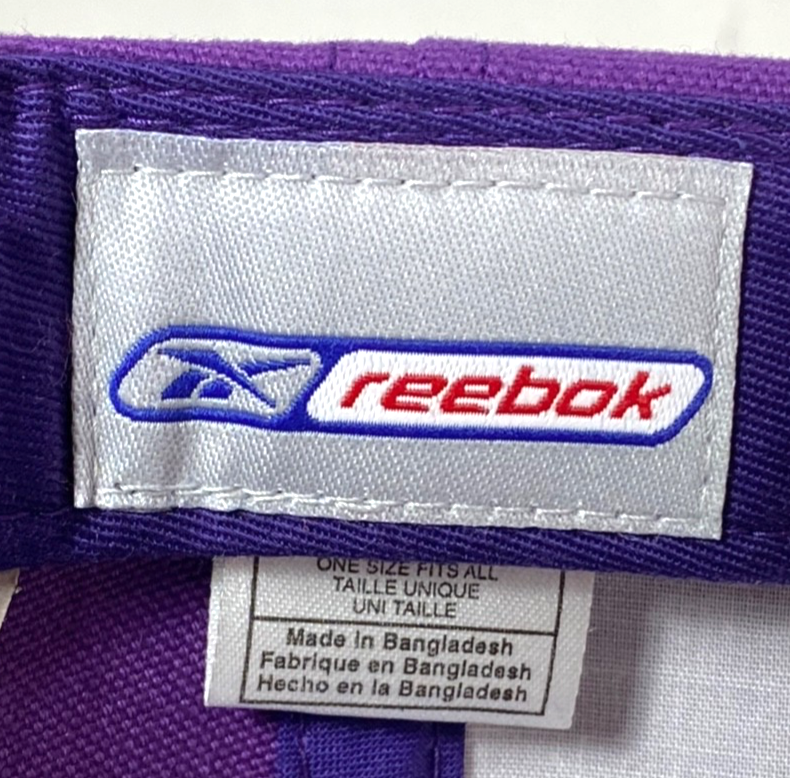 reebok
ONE SIZE FITS ALL
TAILLE UNIQUE
UNI TAILLE
Made in Bangladesh
Fabrique en Bangladesh
Hecho en la Bangladesh